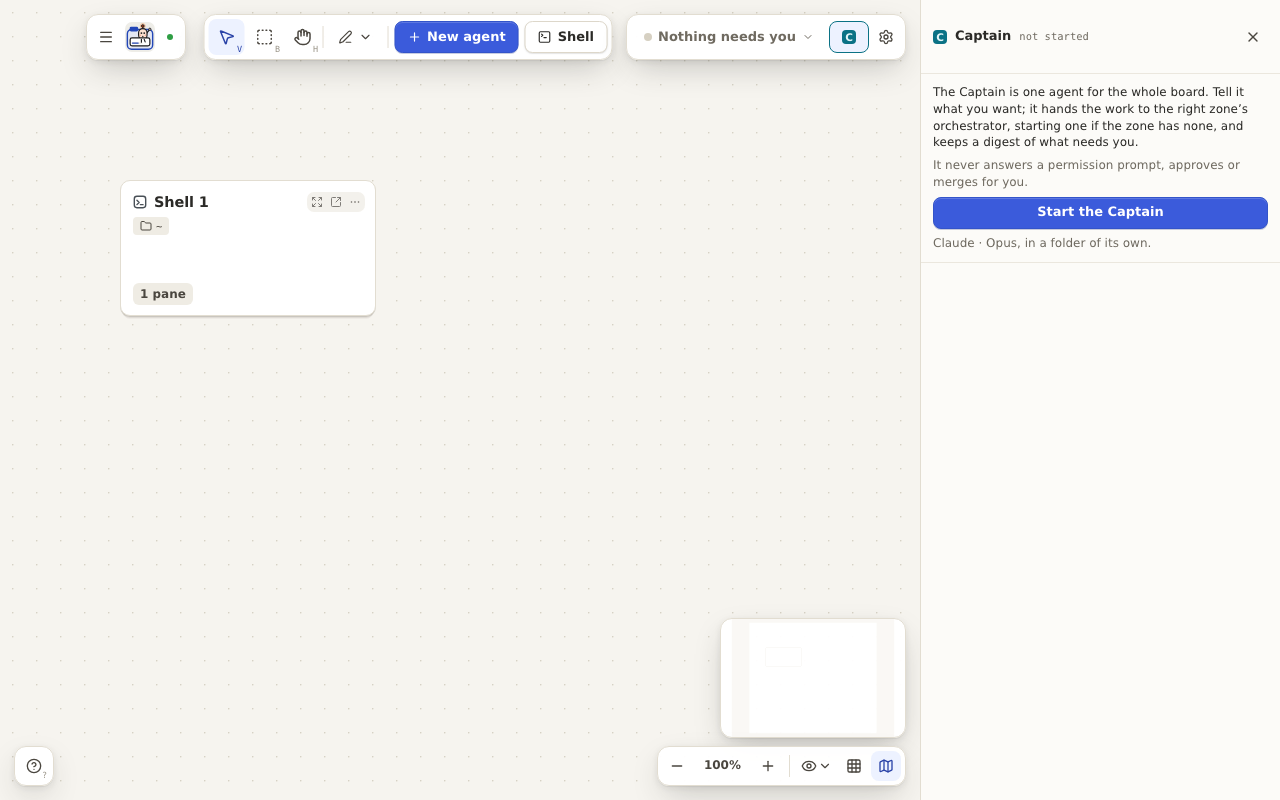 V
B
H
New agent
Shell
Nothing needs you
C
C Captain not started
The Captain is one agent for the whole board. Tell it
what you want; it hands the work to the right zone’s
orchestrator, starting one if the zone has none, and
keeps a digest of what needs you.
It never answers a permission prompt, approves or
merges for you.
Start the Captain
Claude · Opus, in a folder of its own.
Shell 1
~
1 pane
100%
?